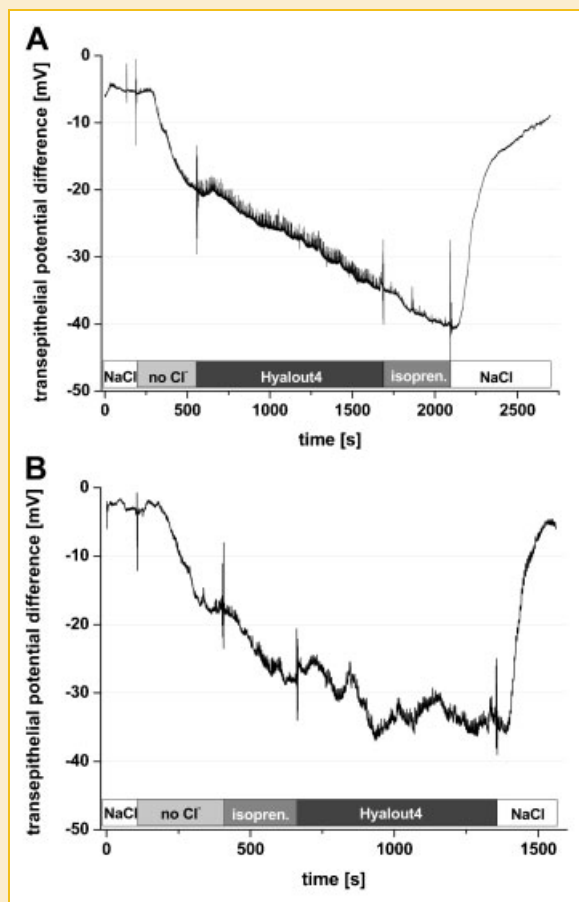 A
transepithelial potential difference [mV]
0
-10
-20
-30
-40
-50
NaCl no Cl⁻ Hyalout4 isopren. NaCl
0 500 1000 1500 2000 2500
time [s]
B
transepithelial potential difference [mV]
0
-10
-20
-30
-40
-50
NaCl no Cl⁻ isopren. Hyalout4 NaCl
0 500 1000 1500
time [s]